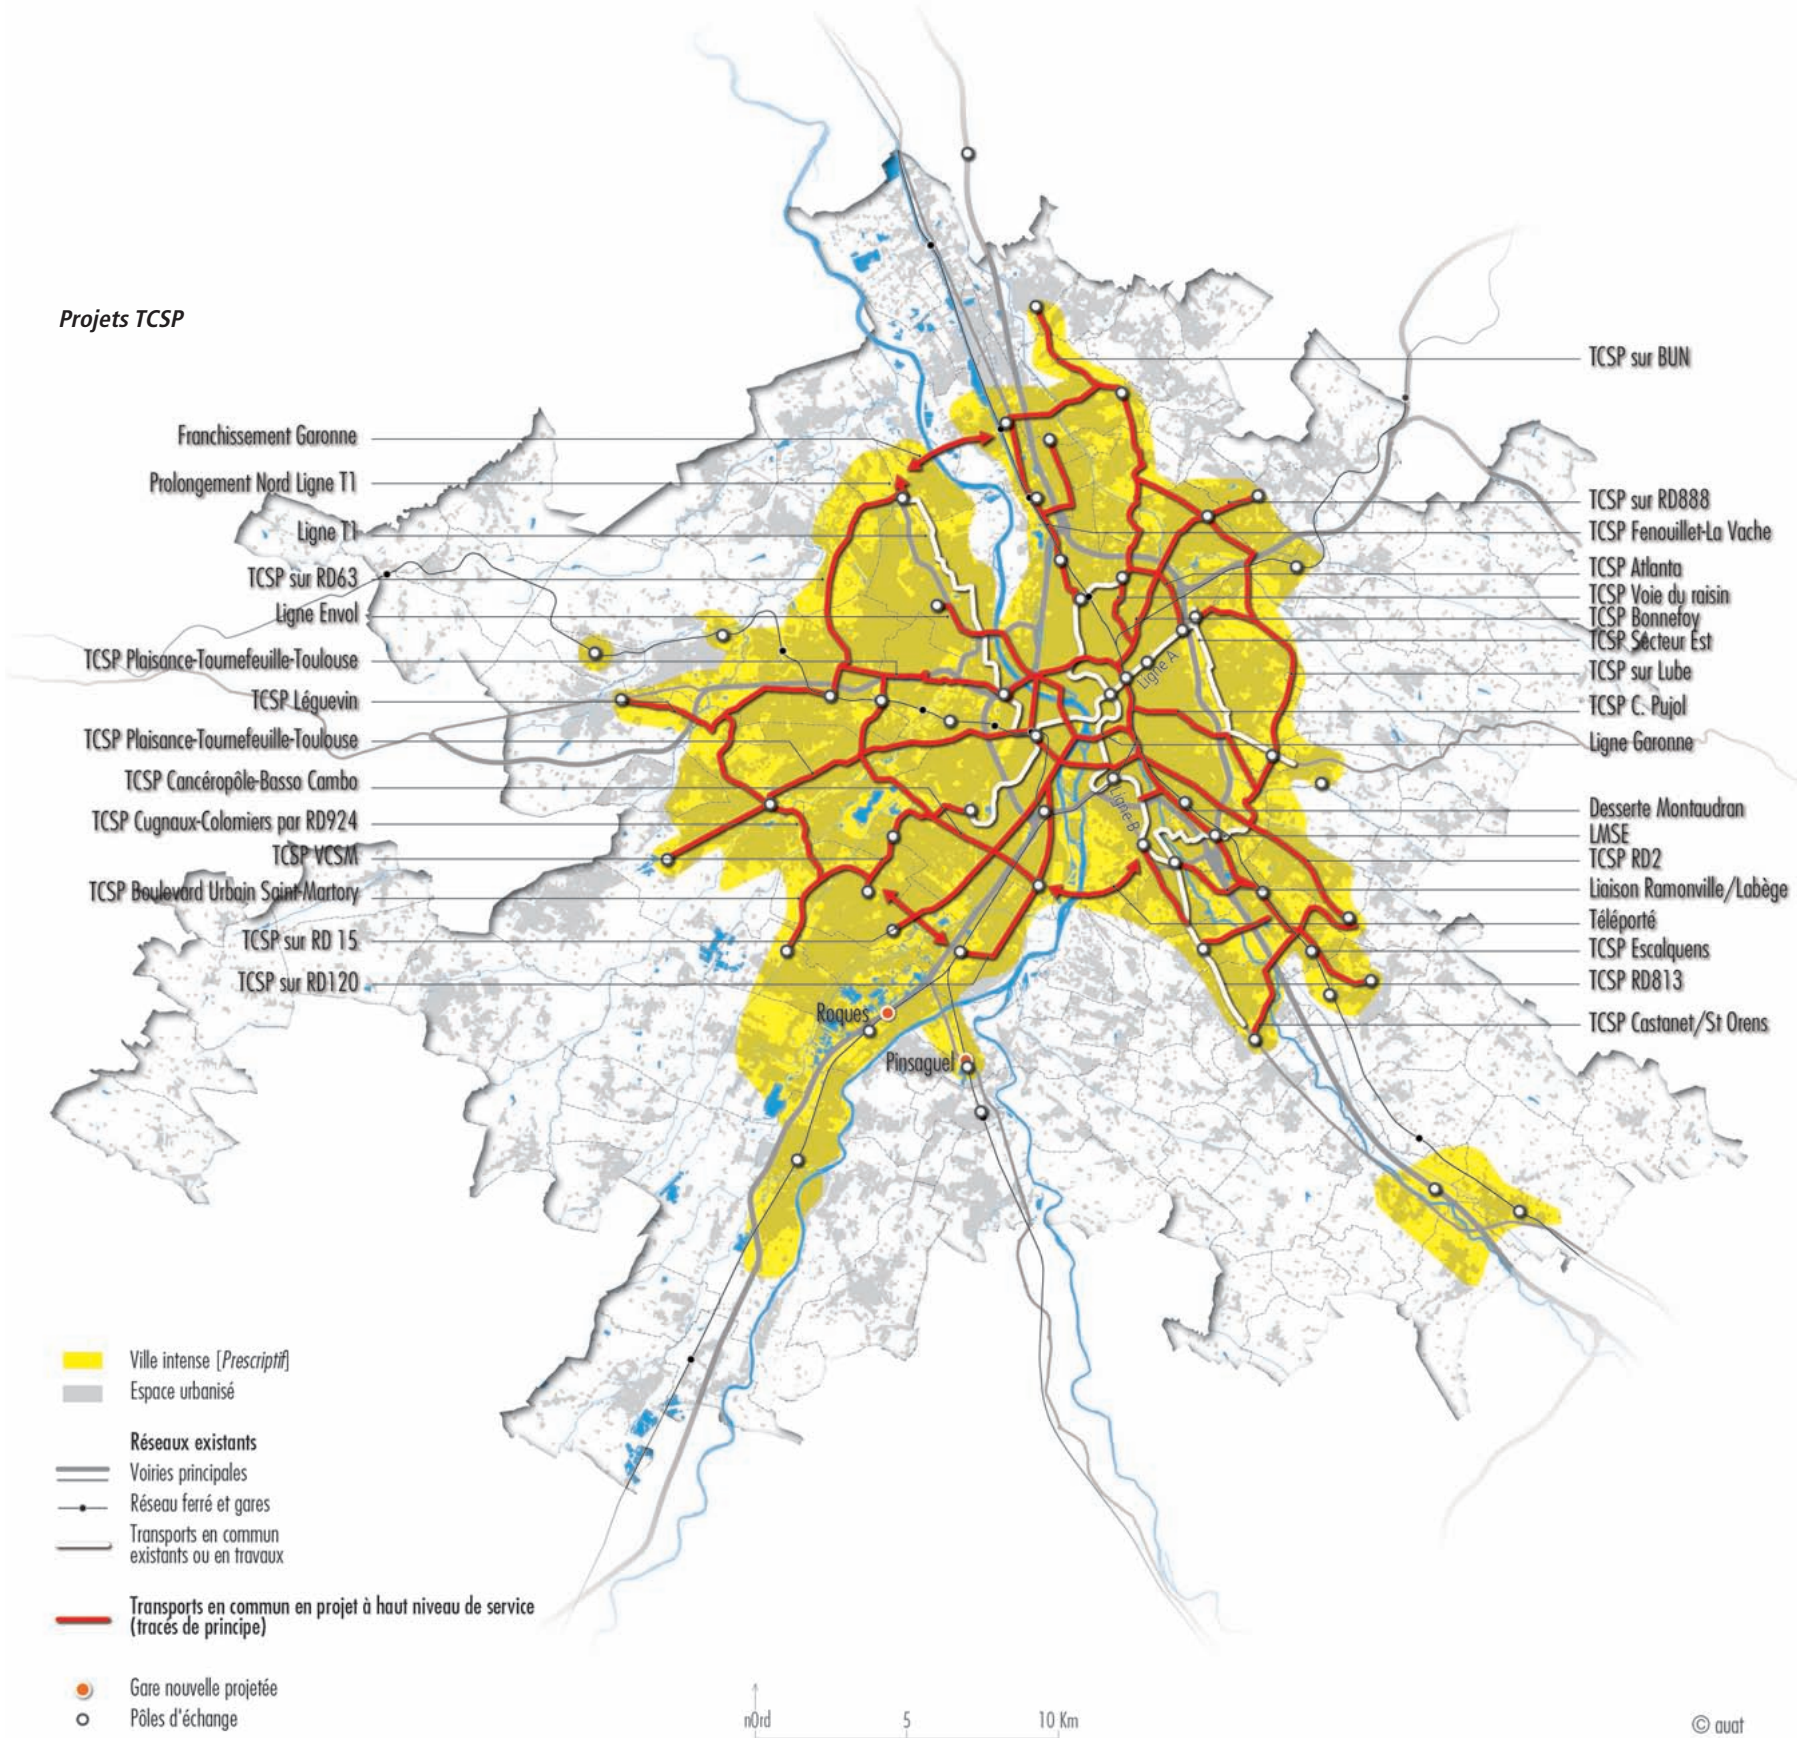 Projets TCSP
Franchissement Garonne
Prolongement Nord Ligne T1
Ligne T1
TCSP sur RD63
Ligne Envol
TCSP Plaisance-Tournefeuille-Toulouse
TCSP Léguevin
TCSP Plaisance-Tournefeuille-Toulouse
TCSP Cancéropôle-Basso Cambo
TCSP Cugnaux-Colomiers par RD924
TCSP VCSM
TCSP Boulevard Urbain Saint-Martory
TCSP sur RD 15
TCSP sur RD120
TCSP sur BUN
TCSP sur RD888
TCSP Fenouillet-La Vache
TCSP Atlanta
TCSP Voie du raisin
TCSP Bonnefoy
TCSP Secteur Est
TCSP sur Lube
TCSP C. Pujol
Ligne Garonne
Desserte Montaudran
LMSE
TCSP RD2
Liaison Ramonville/Labège
Téléporté
TCSP Escalquens
TCSP RD813
TCSP Castanet/St Orens
Ligne A
Ligne B
Roques
Pinsaguel
Ville intense [Prescriptif]
Espace urbanisé
Réseaux existants
Voiries principales
Réseau ferré et gares
Transports en commun
existants ou en travaux
Transports en commun en projet à haut niveau de service
(tracés de principe)
Gare nouvelle projetée
Pôles d'échange
nOrd 5 10 Km
© auat